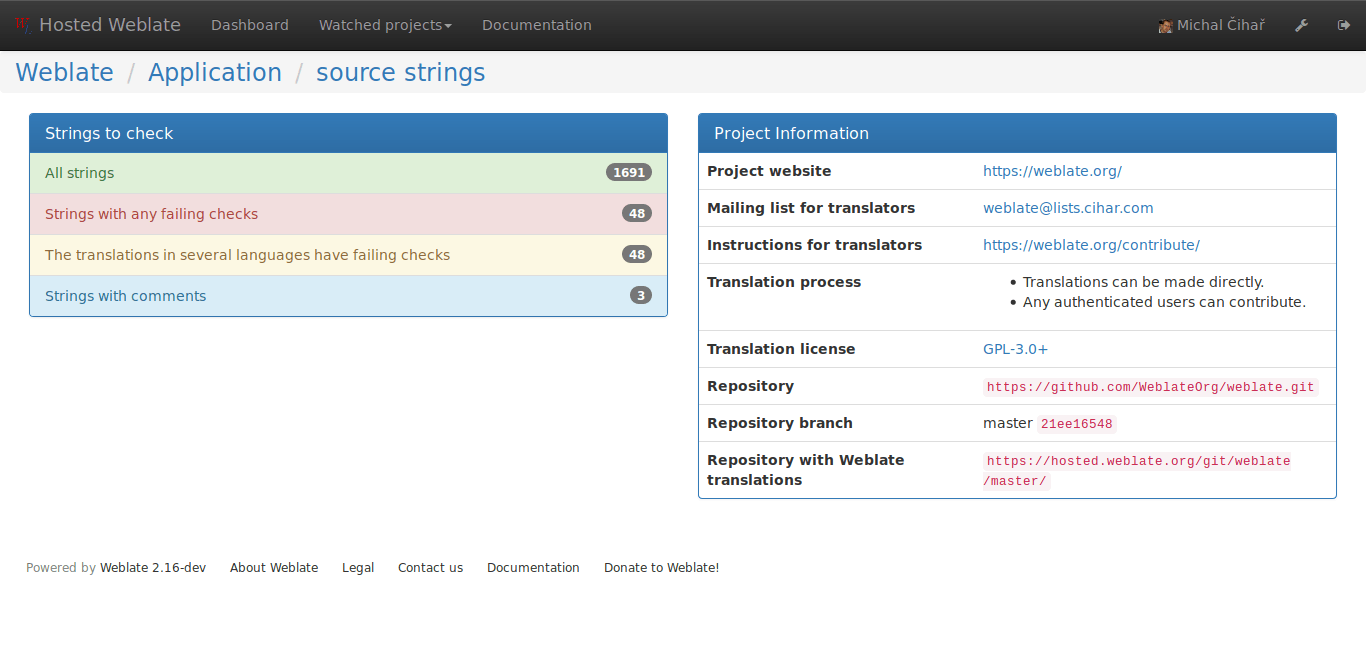 Hosted Weblate Dashboard Watched projects Documentation Michal Čihař
Weblate / Application / source strings
Strings to check
All strings 1691
Strings with any failing checks 48
The translations in several languages have failing checks 48
Strings with comments 3
Project Information
Project website https://weblate.org/
Mailing list for translators weblate@lists.cihar.com
Instructions for translators https://weblate.org/contribute/
Translation process • Translations can be made directly.
• Any authenticated users can contribute.
Translation license GPL-3.0+
Repository https://github.com/WeblateOrg/weblate.git
Repository branch master 21ee16548
Repository with Weblate https://hosted.weblate.org/git/weblate
translations /master/
Powered by Weblate 2.16-dev About Weblate Legal Contact us Documentation Donate to Weblate!